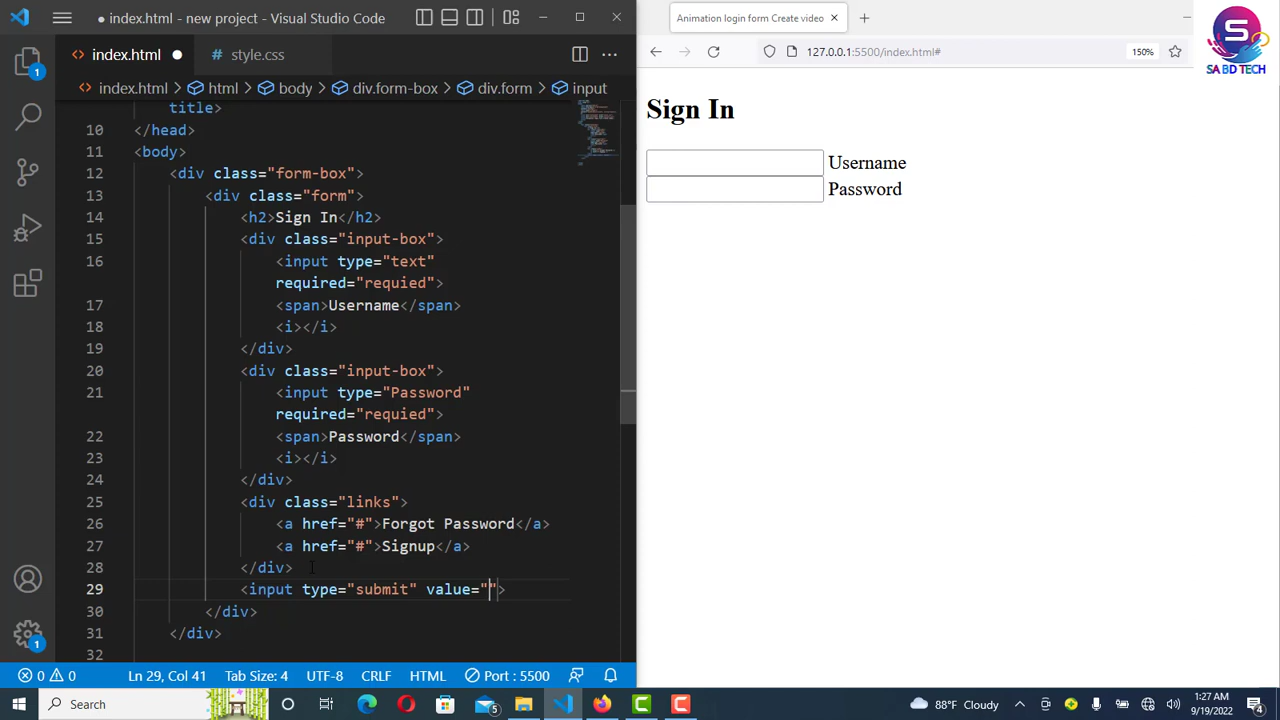 ● index.html • new project - Visual Studio Code
Animation login form Create video
SA BD TECH
<> index.html ●
# style.css
127.0.0.1:5500/index.html#
150%
<> index.html > html > body > div.form-box > div.form > input
title>
10 </head>
11 <body>
12 <div class="form-box">
13 <div class="form">
14 <h2>Sign In</h2>
15 <div class="input-box">
16 <input type="text"
required="requied">
17 <span>Username</span>
18 <i></i>
19 </div>
20 <div class="input-box">
21 <input type="Password"
required="requied">
22 <span>Password</span>
23 <i></i>
24 </div>
25 <div class="links">
26 <a href="#">Forgot Password</a>
27 <a href="#">Signup</a>
28 </div>
29 <input type="submit" value="">
30 </div>
31 </div>
32
Sign In
Username
Password
1
1
0 0 Ln 29, Col 41 Tab Size: 4 UTF-8 CRLF HTML Port : 5500
Search
5
88°F Cloudy
1:27 AM
9/19/2022
4